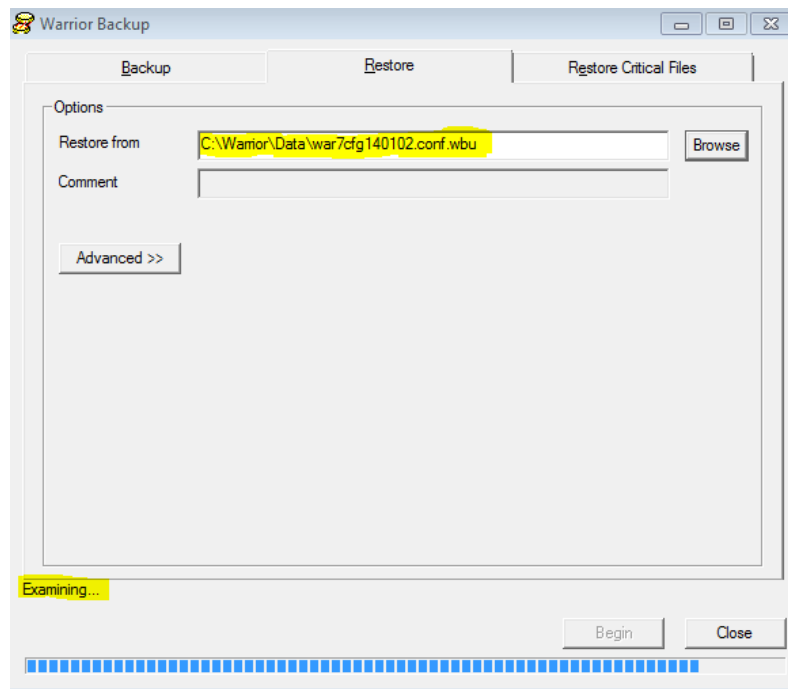 Warrior Backup
Backup Restore Restore Critical Files
Options
Restore from C:\Warrior\Data\war7cfg140102.conf.wbu Browse
Comment
Advanced >>
Examining...
Begin Close